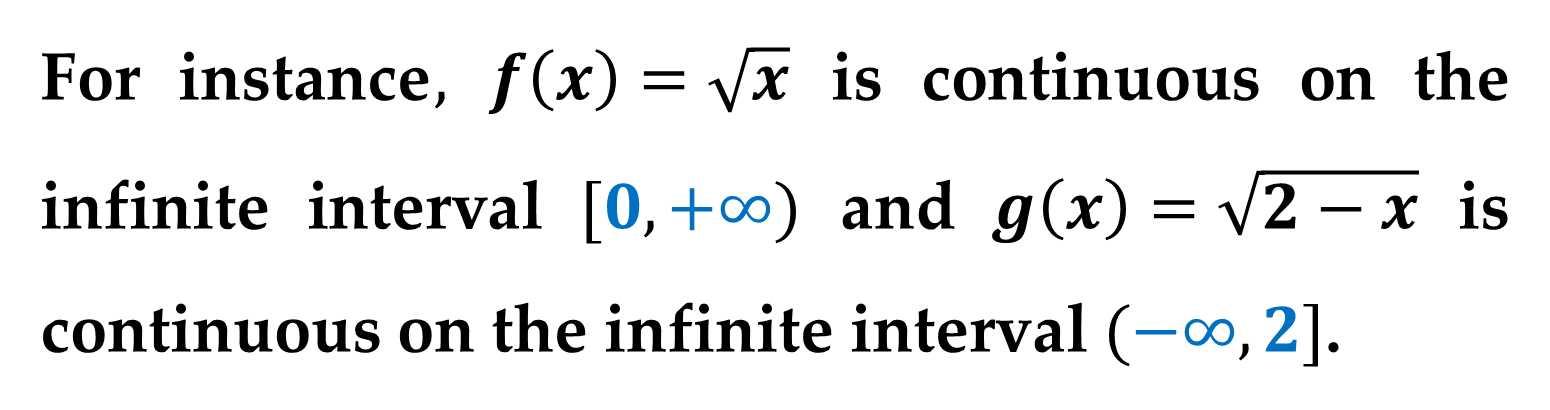 For instance, f(x) = √x is continuous on the
infinite interval [0, +∞) and g(x) = √(2 − x) is
continuous on the infinite interval (−∞, 2].